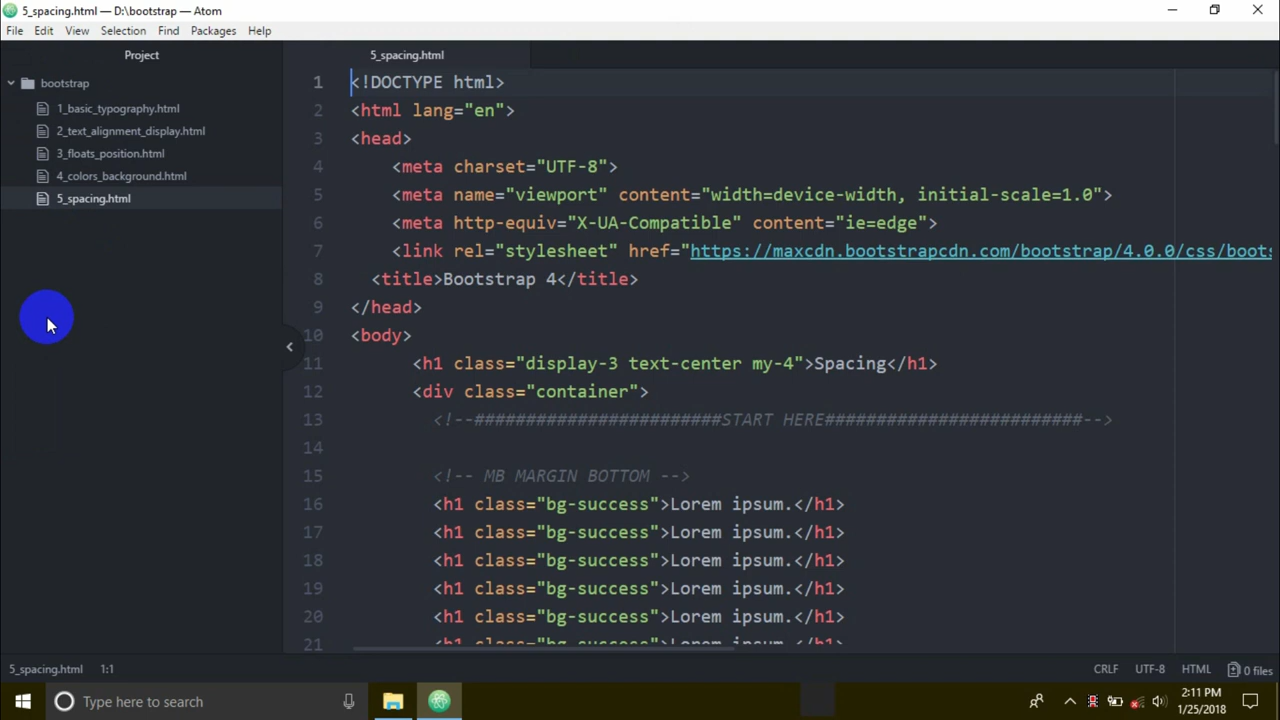 5_spacing.html — D:\bootstrap — Atom
File Edit View Selection Find Packages Help
Project
bootstrap
1_basic_typography.html
2_text_alignment_display.html
3_floats_position.html
4_colors_background.html
5_spacing.html
5_spacing.html
1 <!DOCTYPE html>
2 <html lang="en">
3 <head>
4 <meta charset="UTF-8">
5 <meta name="viewport" content="width=device-width, initial-scale=1.0">
6 <meta http-equiv="X-UA-Compatible" content="ie=edge">
7 <link rel="stylesheet" href="https://maxcdn.bootstrapcdn.com/bootstrap/4.0.0/css/boots
8 <title>Bootstrap 4</title>
9 </head>
10 <body>
11 <h1 class="display-3 text-center my-4">Spacing</h1>
12 <div class="container">
13 <!--########################START HERE#########################-->
14
15 <!-- MB MARGIN BOTTOM -->
16 <h1 class="bg-success">Lorem ipsum.</h1>
17 <h1 class="bg-success">Lorem ipsum.</h1>
18 <h1 class="bg-success">Lorem ipsum.</h1>
19 <h1 class="bg-success">Lorem ipsum.</h1>
20 <h1 class="bg-success">Lorem ipsum.</h1>
21 <h1 class="bg-success">Lorem ipsum.</h1>
5_spacing.html 1:1 CRLF UTF-8 HTML 0 files
Type here to search
2:11 PM
1/25/2018